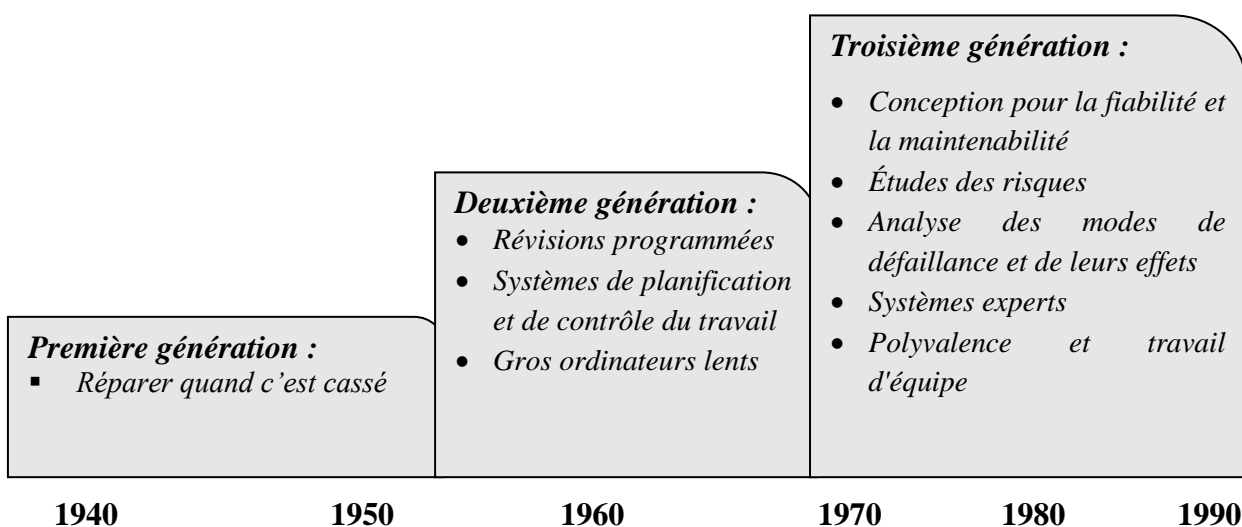 Première génération :
▪ Réparer quand c’est cassé
Deuxième génération :
• Révisions programmées
• Systèmes de planification
et de contrôle du travail
• Gros ordinateurs lents
Troisième génération :
• Conception pour la fiabilité et
la maintenabilité
• Études des risques
• Analyse des modes de
défaillance et de leurs effets
• Systèmes experts
• Polyvalence et travail
d'équipe
1940 1950 1960 1970 1980 1990